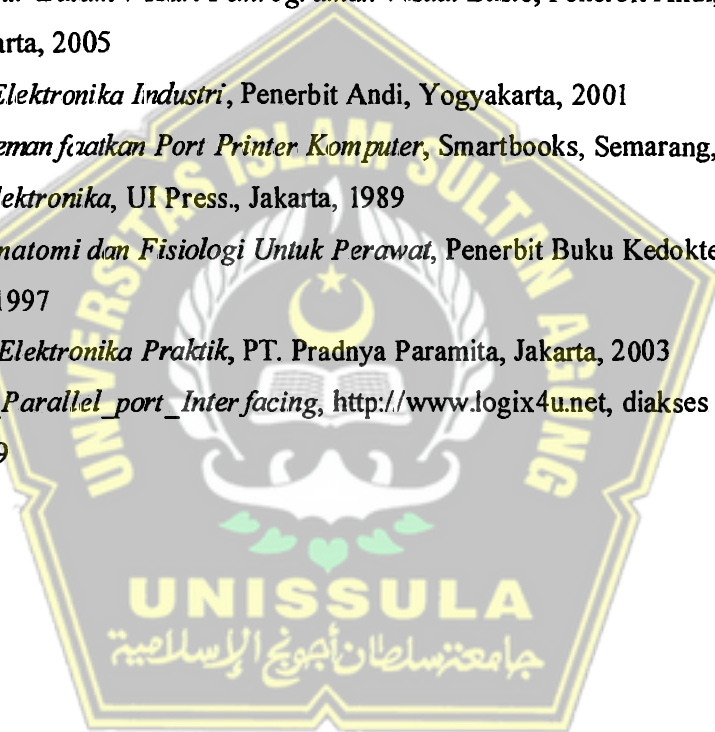 arta, 2005
Elektronika Industri, Penerbit Andi, Yogyakarta, 2001
emanfaatkan Port Printer Komputer, Smartbooks, Semarang,
lektronika, UI Press., Jakarta, 1989
natomi dan Fisiologi Untuk Perawat, Penerbit Buku Kedokte
1997
Elektronika Praktik, PT. Pradnya Paramita, Jakarta, 2003
_Parallel_port_Interfacing, http://www.logix4u.net, diakses
9
UNIVERSITAS ISLAM SULTAN AGUNG
UNISSULA
جامعة سلطان أجونج الإسلامية